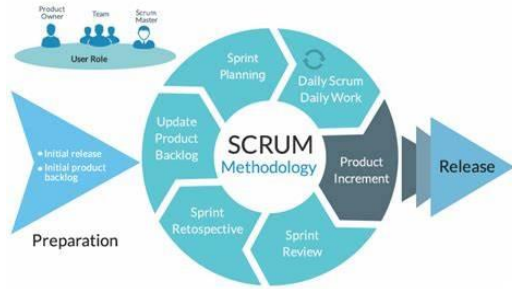 Product
Owner
Team
Scrum
Master
User Role
Sprint
Planning
Daily Scrum
Daily Work
Update
Product
Backlog
SCRUM
Methodology
Product
Increment
Release
• Initial release
• Initial product
backlog
Sprint
Retospective
Sprint
Review
Preparation